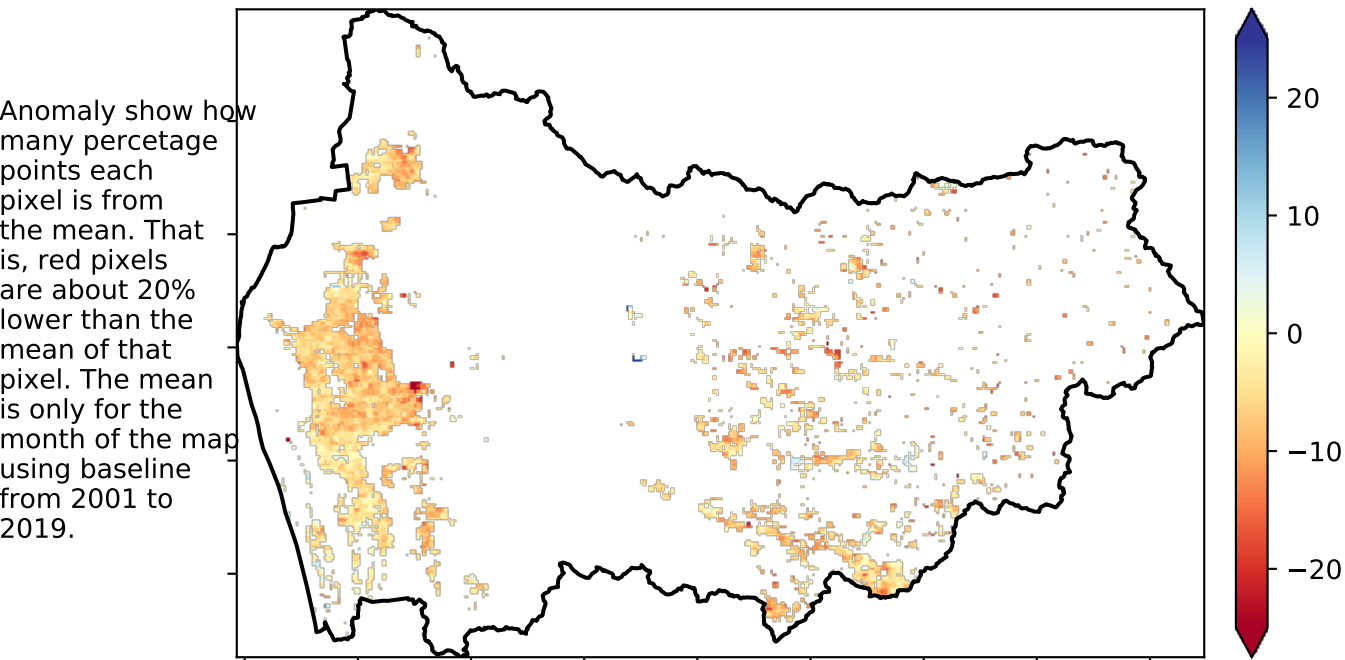 Anomaly show how
many percetage
points each
pixel is from
the mean. That
is, red pixels
are about 20%
lower than the
mean of that
pixel. The mean
is only for the
month of the map
using baseline
from 2001 to
2019.
20
10
0
−10
−20